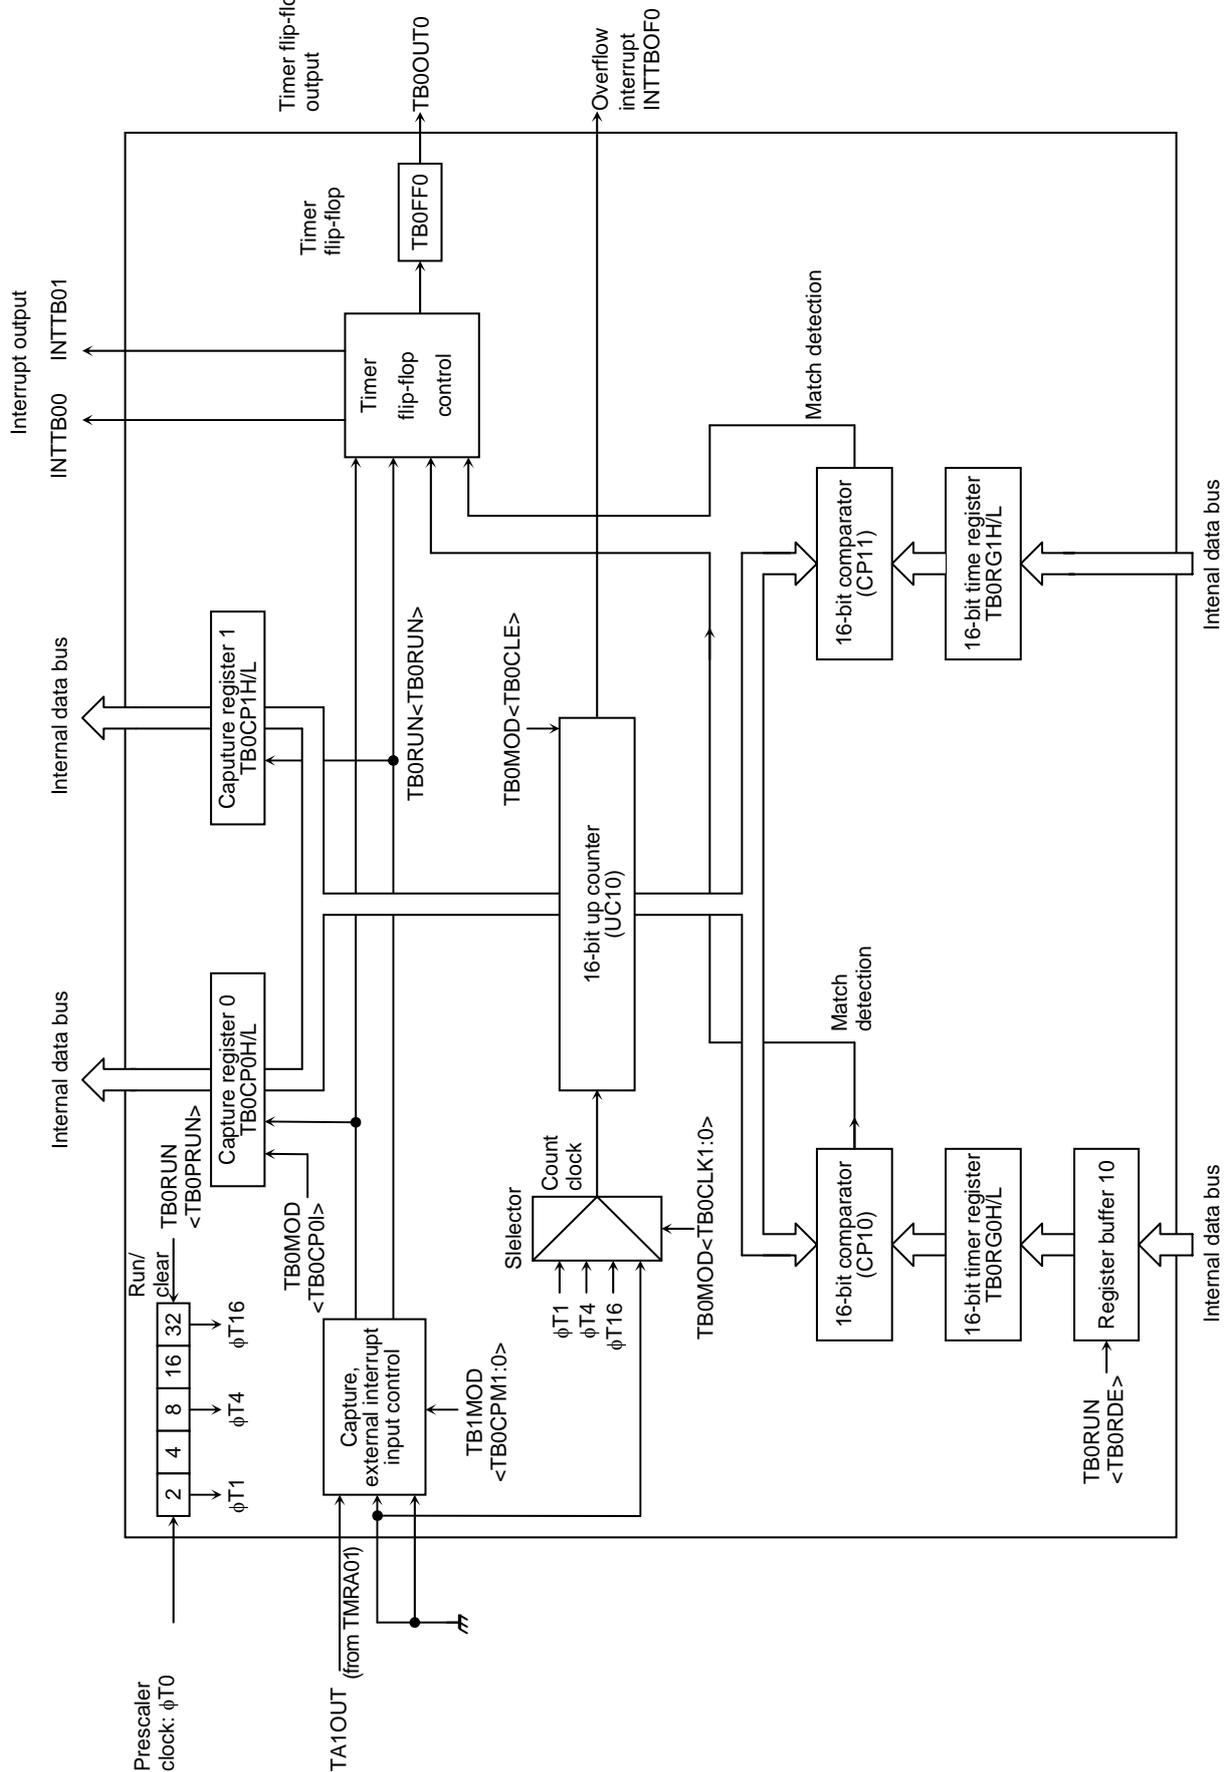 Prescaler
clock: ϕT0
2
4
8
16
32
Run/
clear
TB0RUN
<TB0PRUN>
ϕT1
ϕT4
ϕT16
Internal data bus
Internal data bus
Interrupt output
INTTB00
INTTB01
Capture register 0
TB0CP0H/L
Caputure register 1
TB0CP1H/L
TB0MOD
<TB0CP0I>
Timer flip-flo
output
TA1OUT
(from TMRA01)
Capture,
external interrupt
input control
TB1MOD
<TB0CPM1:0>
TB0RUN<TB0RUN>
Timer
flip-flop
control
Timer
flip-flop
TB0FF0
TB0OUT0
Slelector
Count
clock
ϕT1
ϕT4
ϕT16
TB0MOD<TB0CLK1:0>
TB0MOD<TB0CLE>
16-bit up counter
(UC10)
Overflow
interrupt
INTTBOF0
Match
detection
Match detection
16-bit comparator
(CP10)
16-bit comparator
(CP11)
16-bit timer register
TB0RG0H/L
16-bit time register
TB0RG1H/L
TB0RUN
<TB0RDE>
Register buffer 10
Internal data bus
Intenal data bus